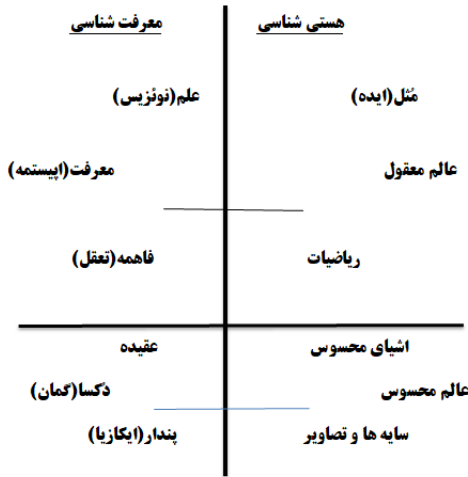 هستی شناسی
معرفت شناسی
مُثل(ایده)
علم(نوئزیس)
عالم معقول
معرفت(اپیستمه)
ریاضیات
فاهمه(تعقل)
اشیای محسوس
عقیده
عالم محسوس
دُکسا(گمان)
سایه ها و تصاویر
پندار(ایکازیا)